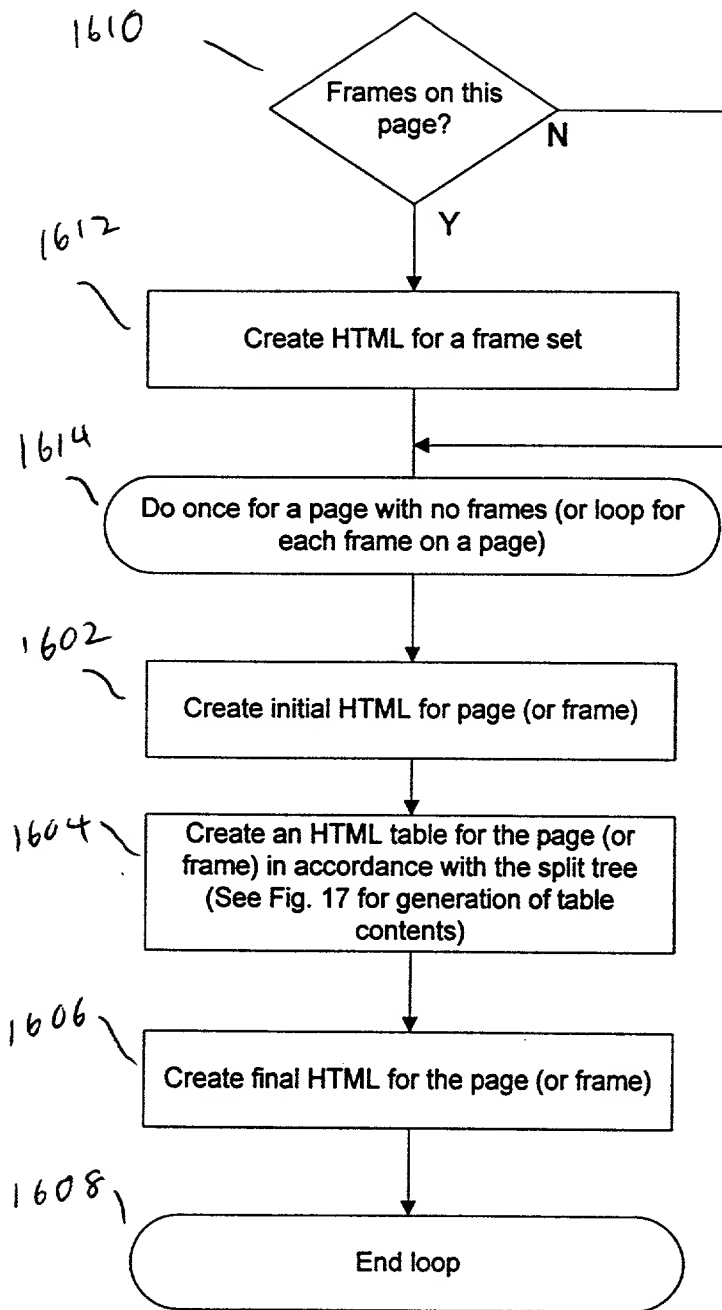 1610
Frames on this
page?
N
Y
1612
Create HTML for a frame set
1614
Do once for a page with no frames (or loop for
each frame on a page)
1602
Create initial HTML for page (or frame)
1604
Create an HTML table for the page (or
frame) in accordance with the split tree
(See Fig. 17 for generation of table
contents)
1606
Create final HTML for the page (or frame)
1608
End loop